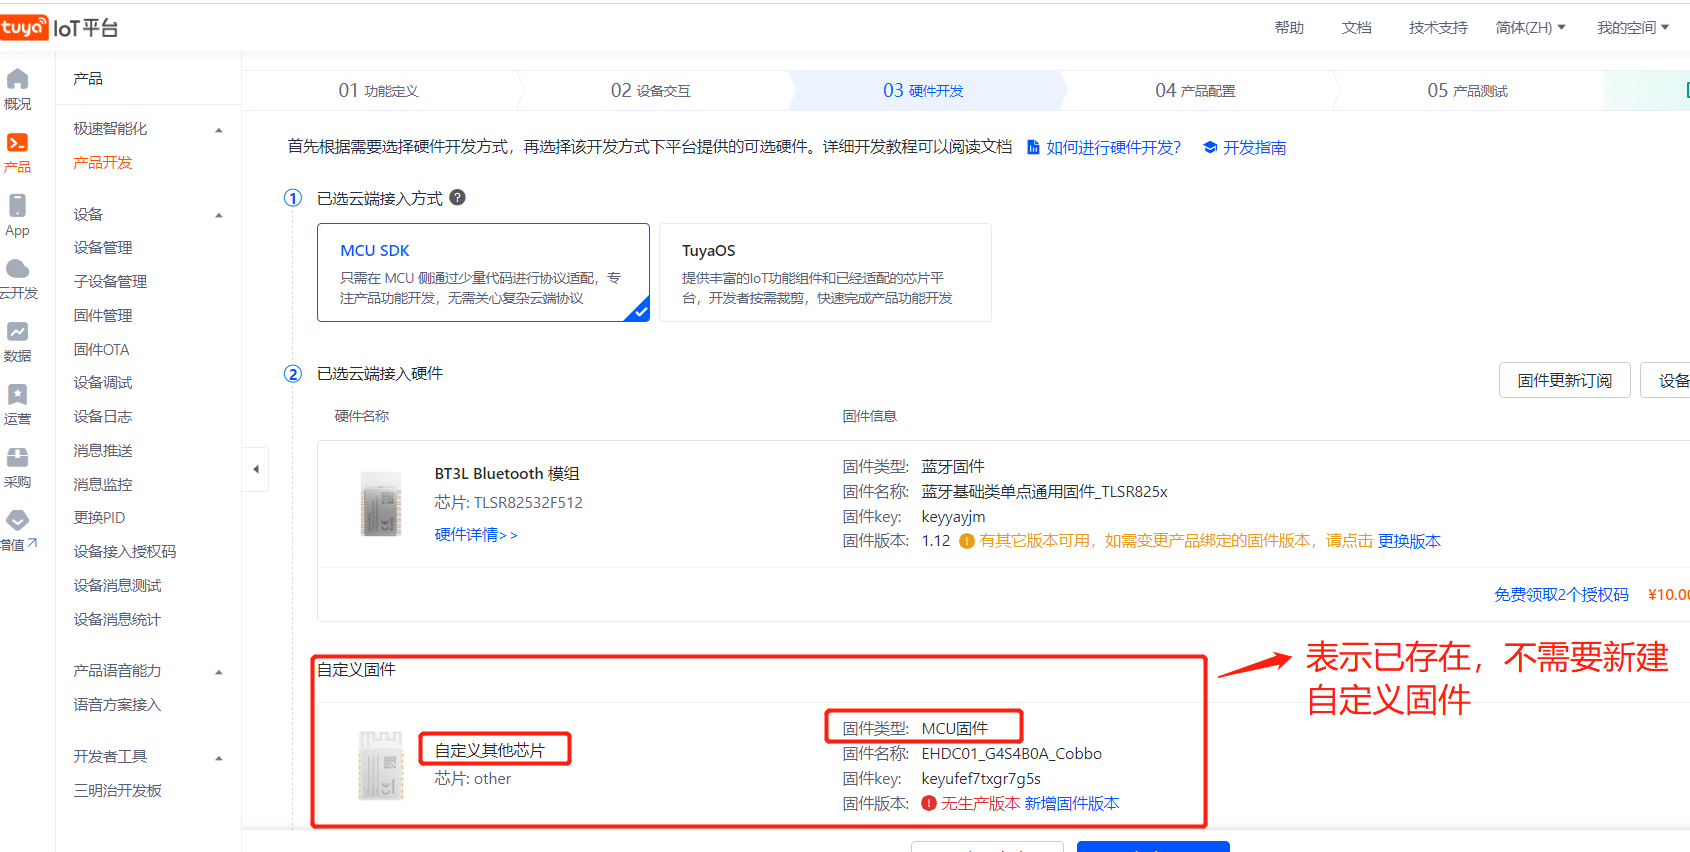 tuya IoT平台
帮助
文档
技术支持
简体(ZH)
我的空间
概况
产品
App
云开发
数据
运营
采购
增值
产品
极速智能化
产品开发
设备
设备管理
子设备管理
固件管理
固件OTA
设备调试
设备日志
消息推送
消息监控
更换PID
设备接入授权码
设备消息测试
设备消息统计
产品语音能力
语音方案接入
开发者工具
三明治开发板
01 功能定义
02 设备交互
03 硬件开发
04 产品配置
05 产品测试
首先根据需要选择硬件开发方式，再选择该开发方式下平台提供的可选硬件。详细开发教程可以阅读文档 如何进行硬件开发? 开发指南
1 已选云端接入方式 ?
MCU SDK
只需在 MCU 侧通过少量代码进行协议适配，专
注产品功能开发，无需关心复杂云端协议
TuyaOS
提供丰富的IoT功能组件和已经适配的芯片平
台，开发者按需裁剪，快速完成产品功能开发
2 已选云端接入硬件
固件更新订阅
设备
硬件名称
固件信息
BT3L Bluetooth 模组
芯片: TLSR82532F512
硬件详情>>
固件类型: 蓝牙固件
固件名称: 蓝牙基础类单点通用固件_TLSR825x
固件key: keyyayjm
固件版本: 1.12 有其它版本可用，如需变更产品绑定的固件版本，请点击 更换版本
免费领取2个授权码 ¥10.00
自定义固件
自定义其他芯片
芯片: other
固件类型: MCU固件
固件名称: EHDC01_G4S4B0A_Cobbo
固件key: keyufef7txgr7g5s
固件版本: 无生产版本 新增固件版本
表示已存在，不需要新建
自定义固件